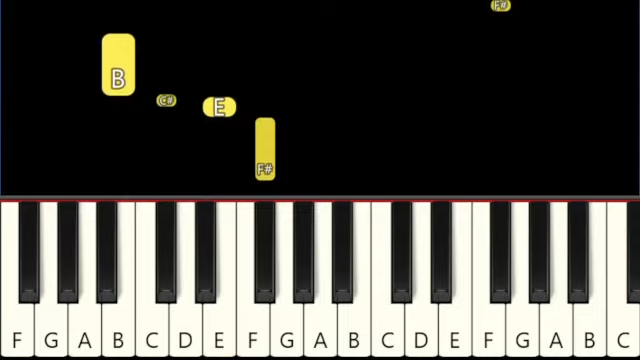 F#
B
C#
E
F#
F G A B C D E F G A B C D E F G A B C